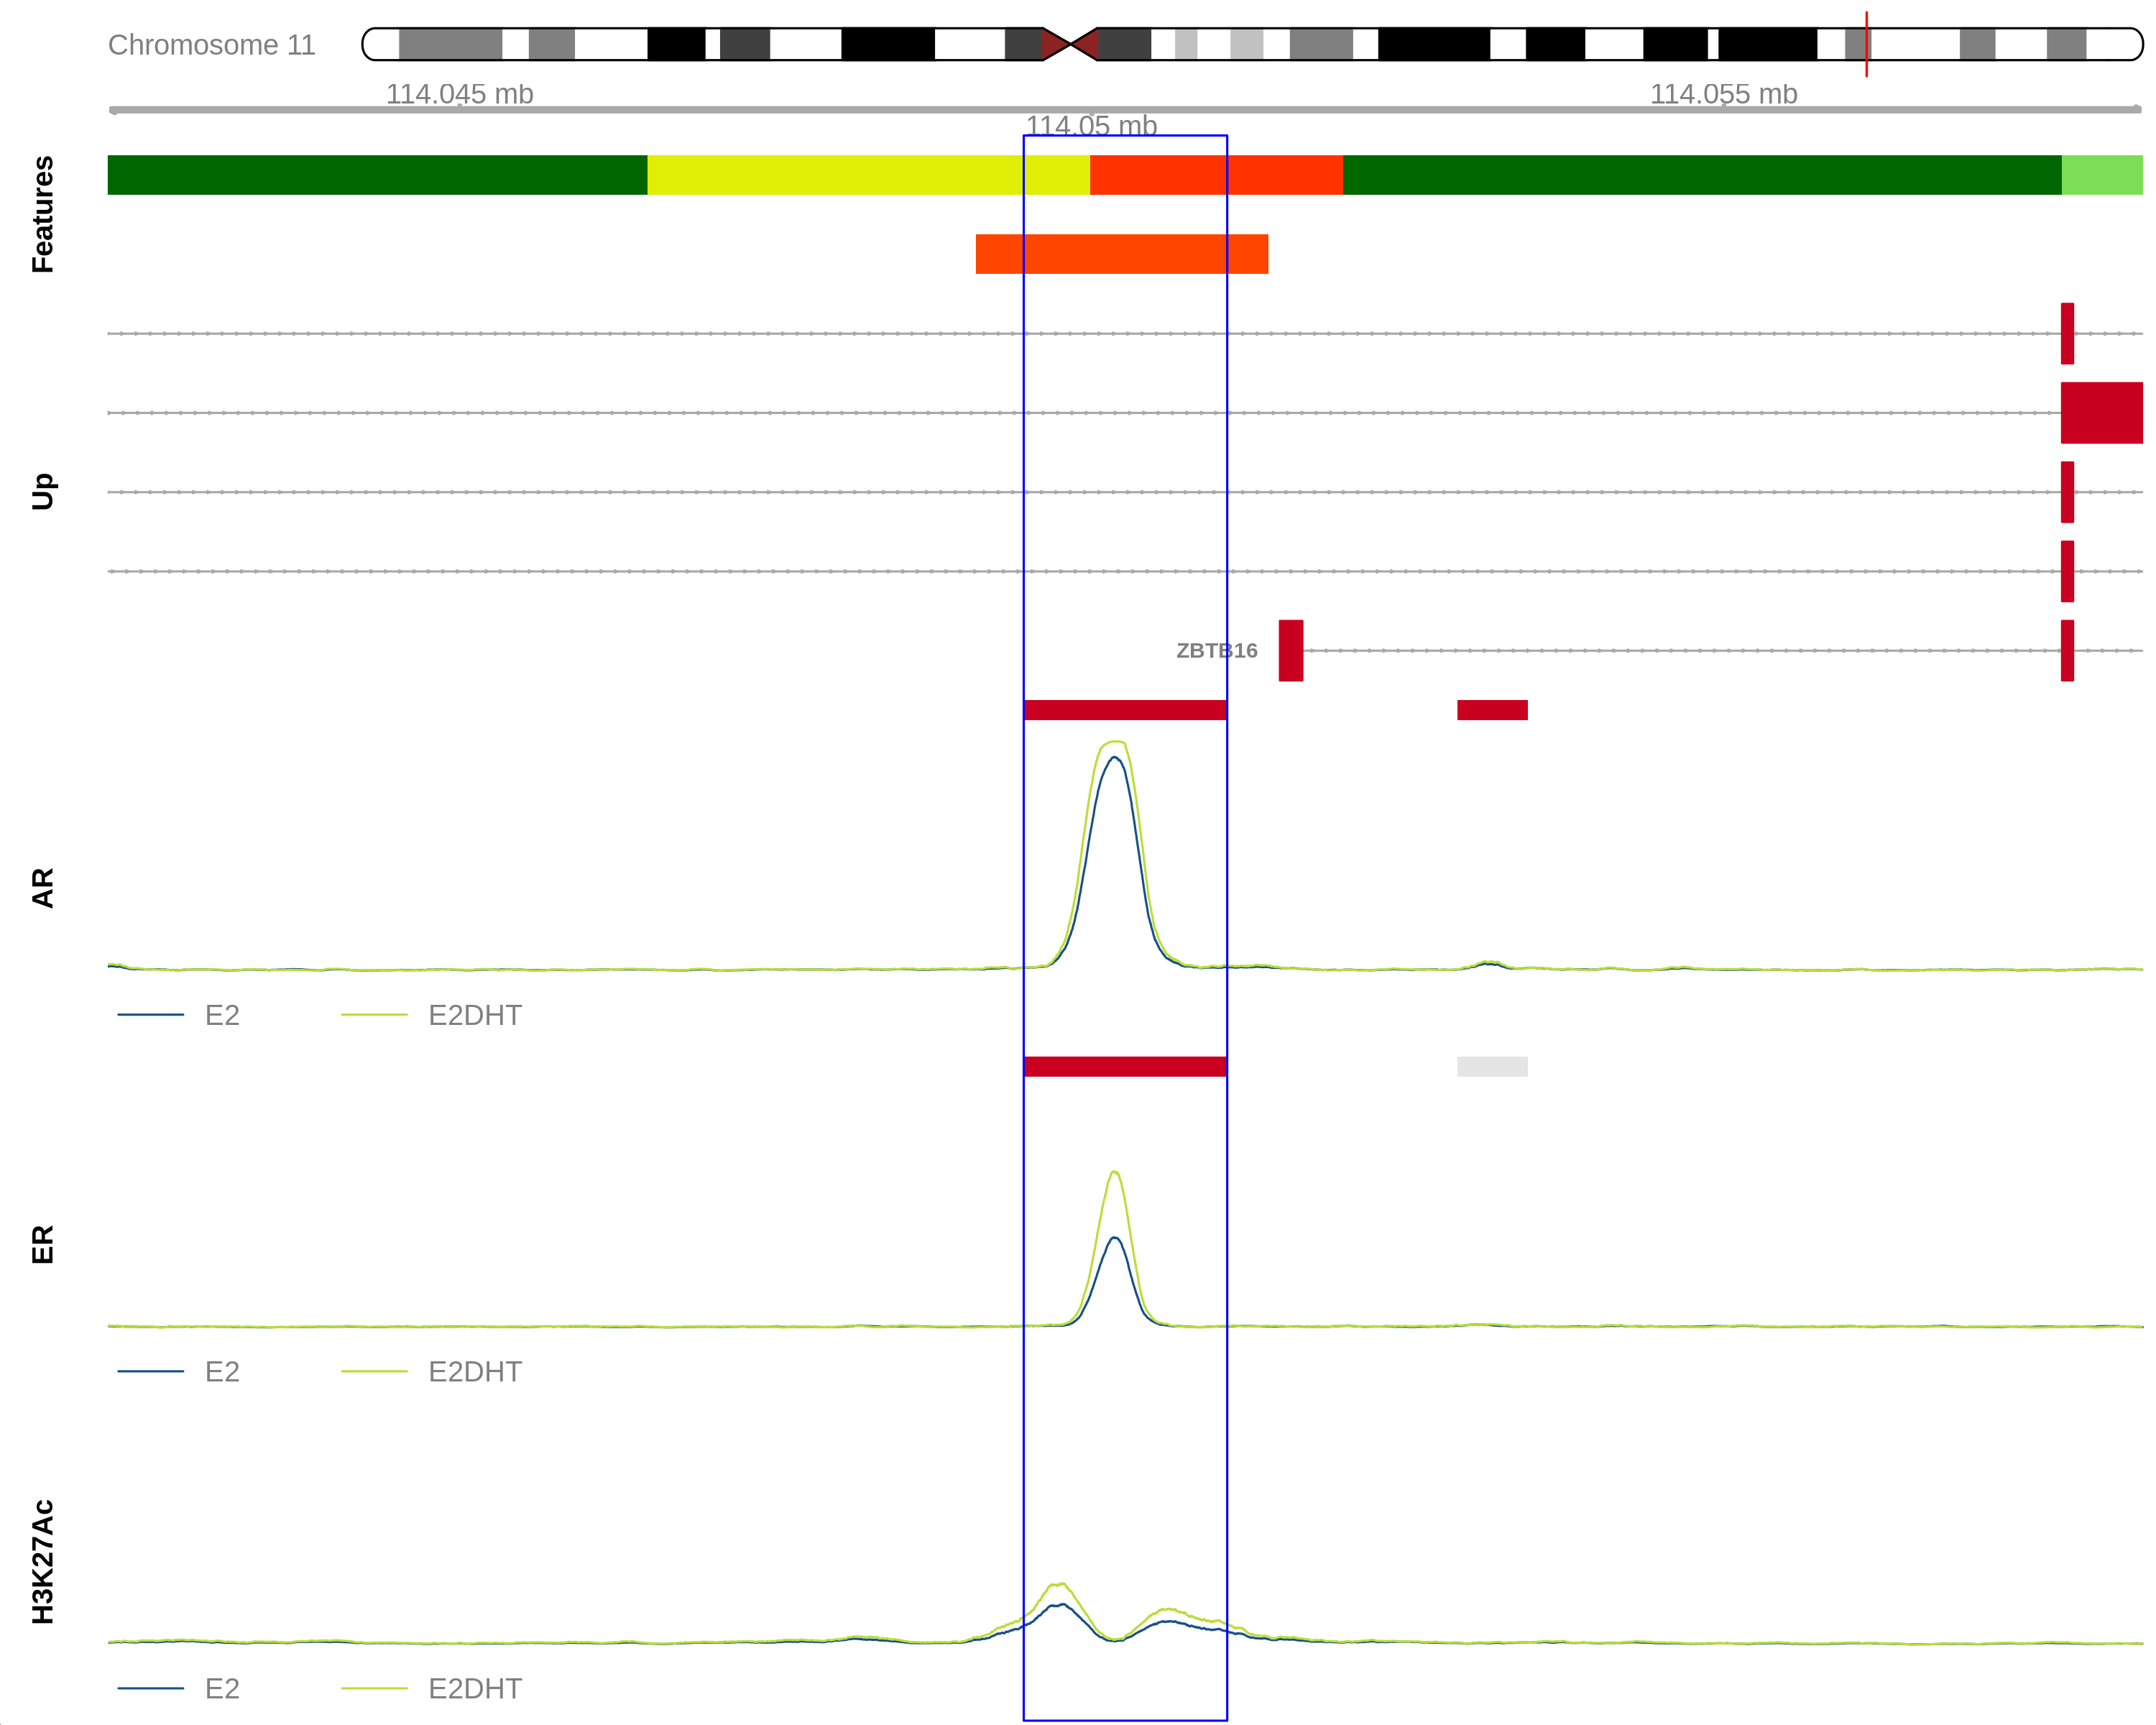 Chromosome 11
114.045 mb
114.055 mb
114.05 mb
Features
Up
ZBTB16
AR
E2
E2DHT
ER
E2
E2DHT
H3K27Ac
E2
E2DHT